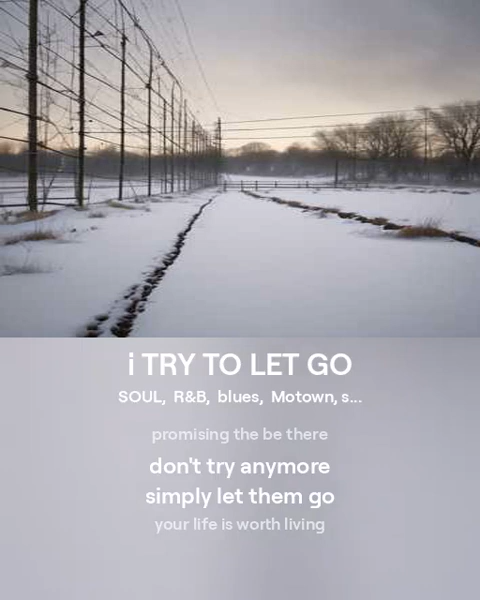 i TRY TO LET GO
SOUL, R&B, blues, Motown, s...
promising the be there
don't try anymore
simply let them go
your life is worth living